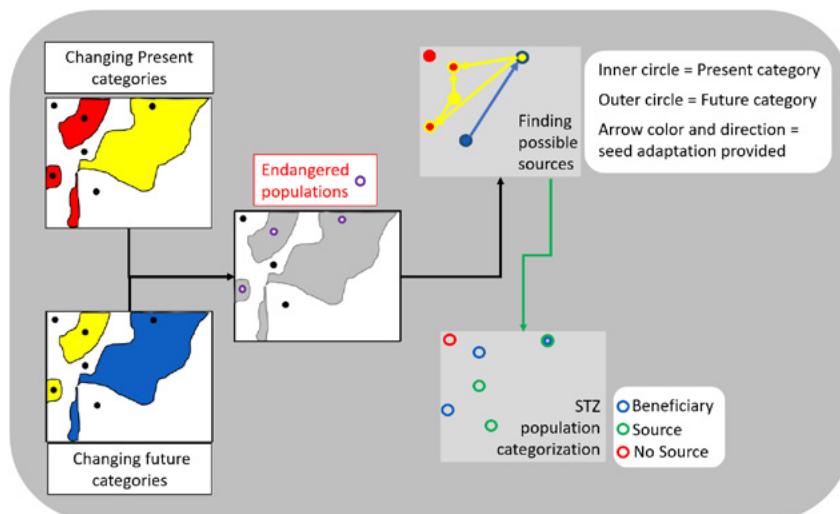 Changing Present
categories
Endangered
populations
Changing future
categories
Finding
possible
sources
Inner circle = Present category
Outer circle = Future category
Arrow color and direction =
seed adaptation provided
STZ
population
categorization
Beneficiary
Source
No Source